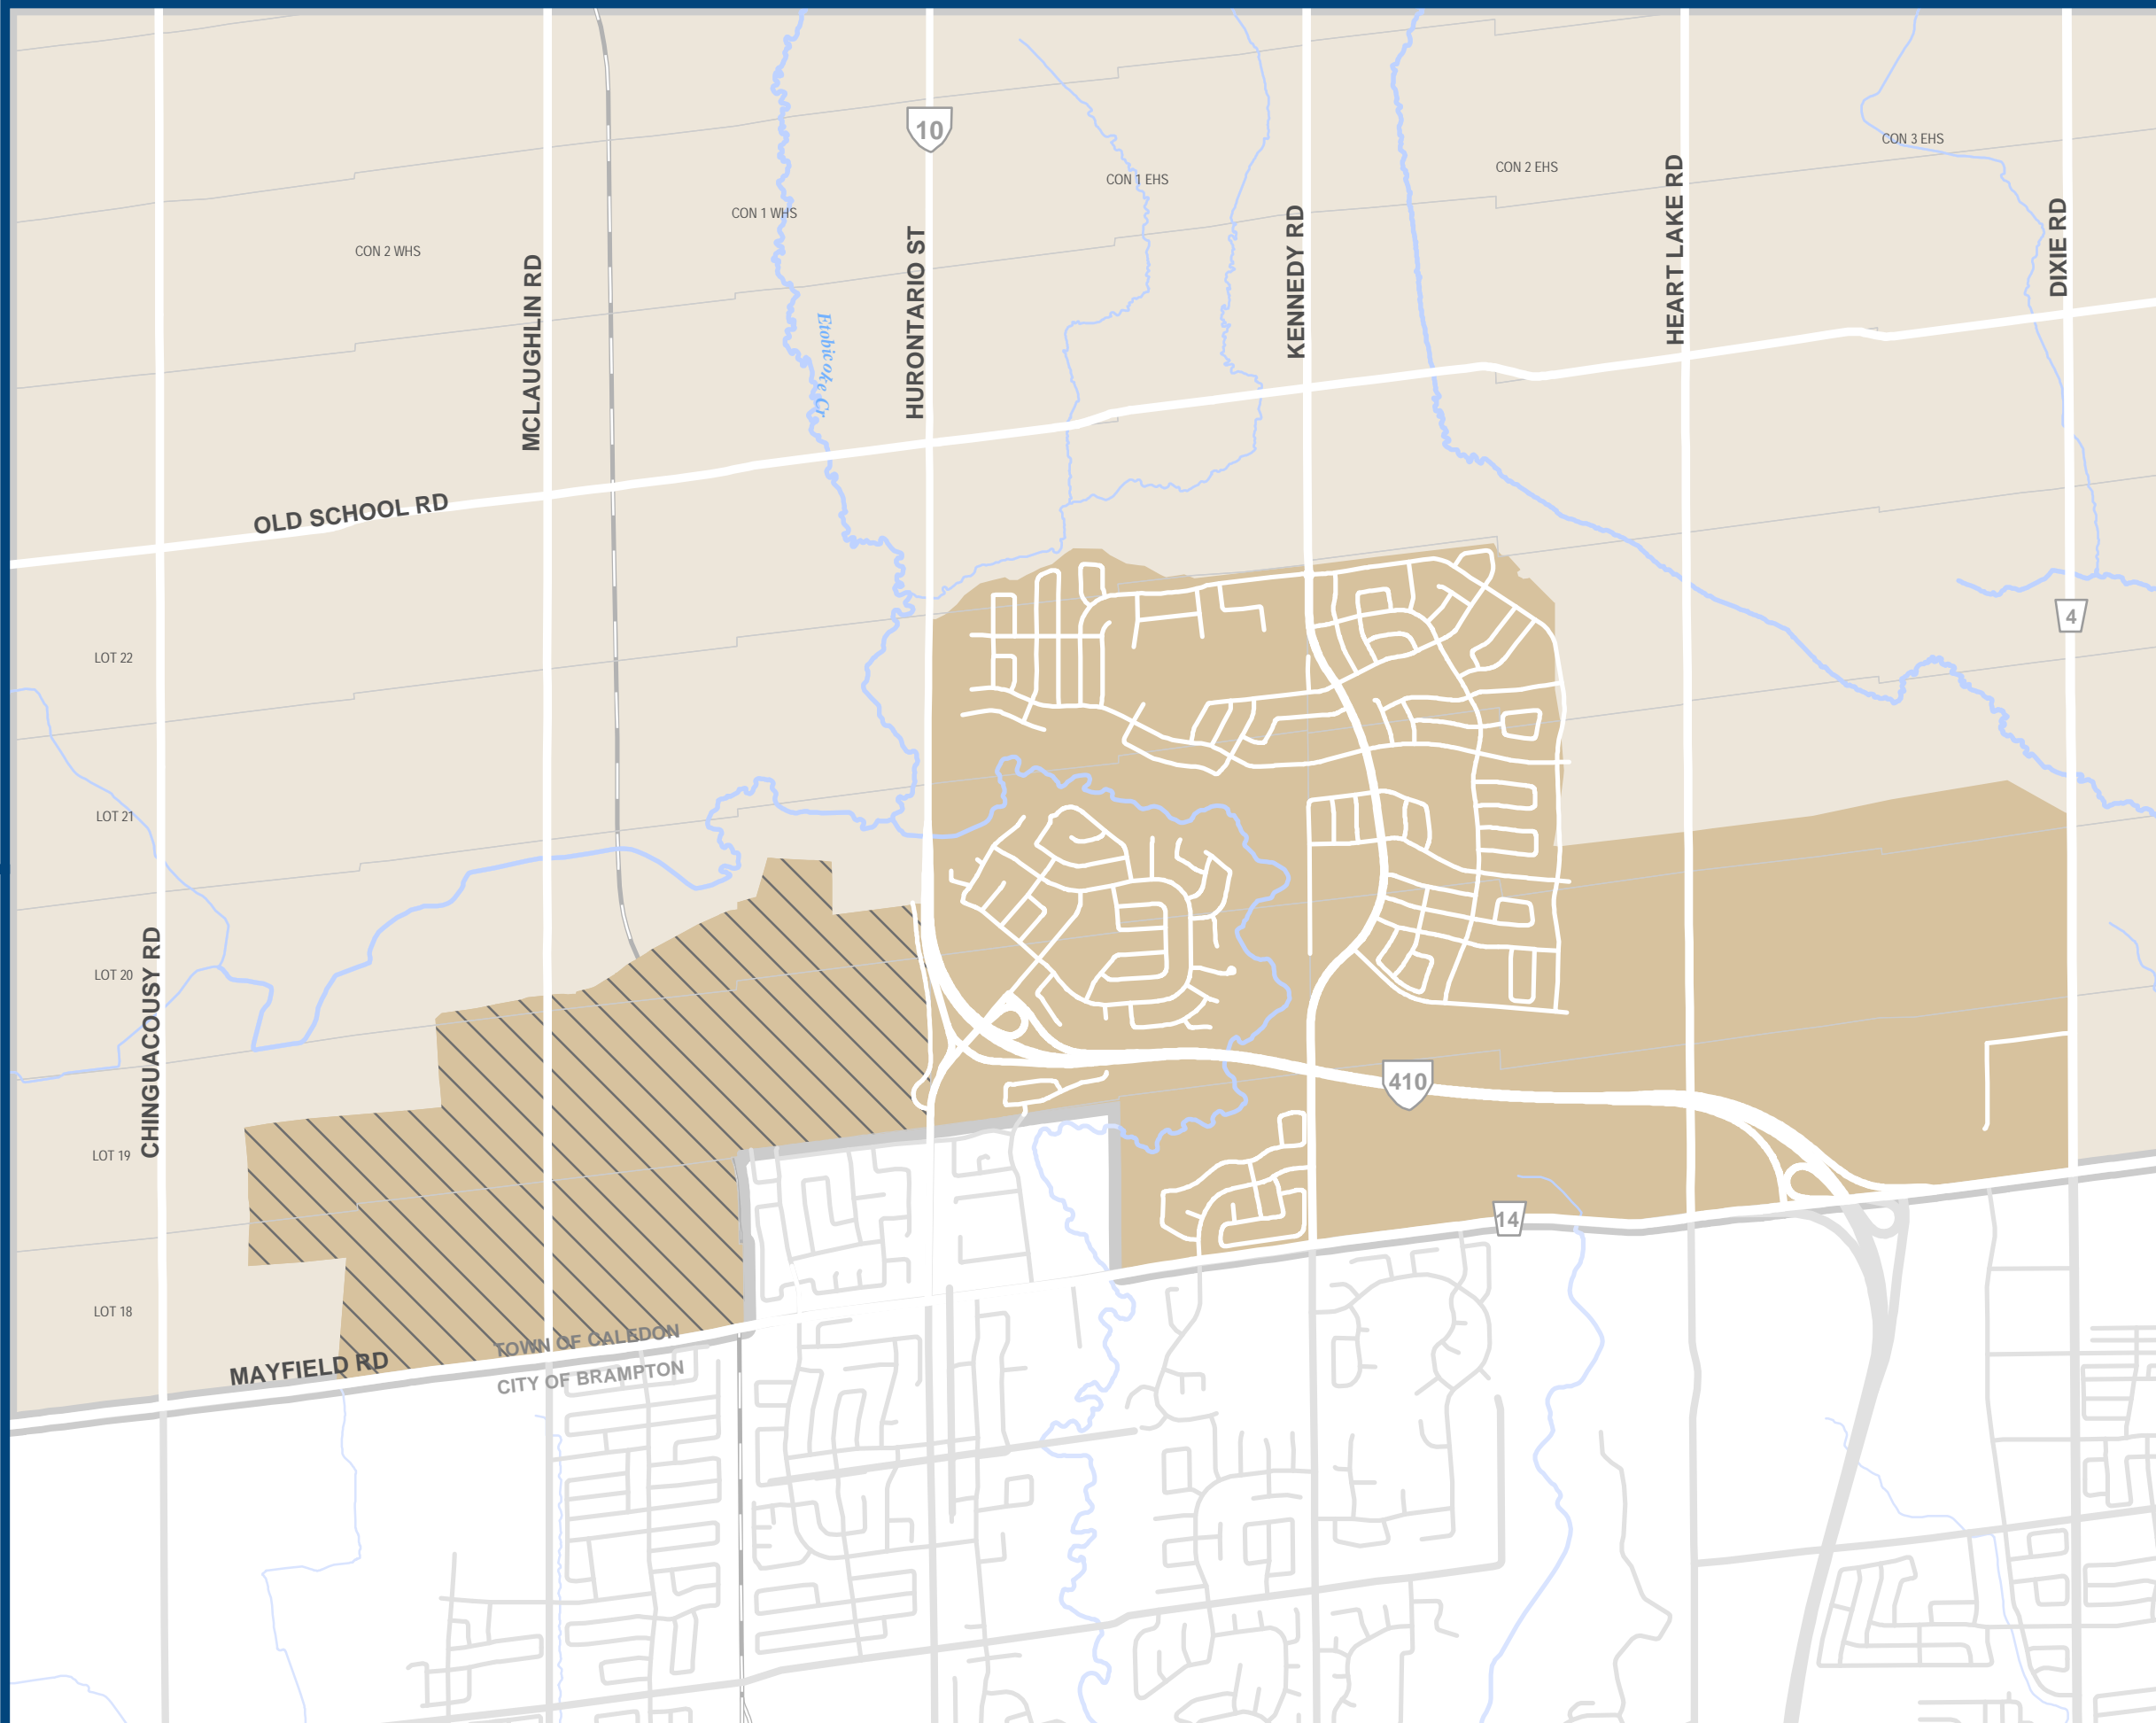 10
CON 3 EHS
CON 2 EHS
CON 1 EHS
CON 1 WHS
CON 2 WHS
MCLAUGHLIN RD
HURONTARIO ST
KENNEDY RD
HEART LAKE RD
DIXIE RD
Etobicoke Cr
OLD SCHOOL RD
4
LOT 22
LOT 21
LOT 20
CHINGUACOUSY RD
410
LOT 19
14
LOT 18
TOWN OF CALEDON
MAYFIELD RD
CITY OF BRAMPTON